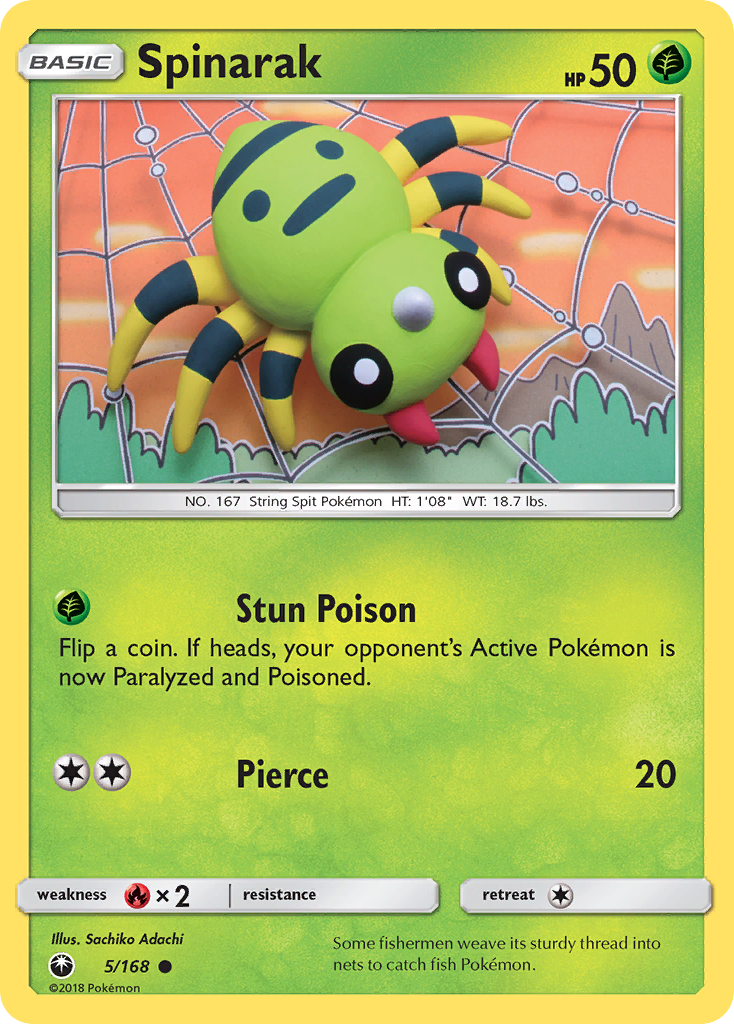 BASIC Spinarak HP 50
NO. 167 String Spit Pokémon HT: 1'08" WT: 18.7 lbs.
Stun Poison
Flip a coin. If heads, your opponent's Active Pokémon is
now Paralyzed and Poisoned.
Pierce 20
weakness × 2 resistance retreat
Illus. Sachiko Adachi
5/168
©2018 Pokémon
Some fishermen weave its sturdy thread into
nets to catch fish Pokémon.